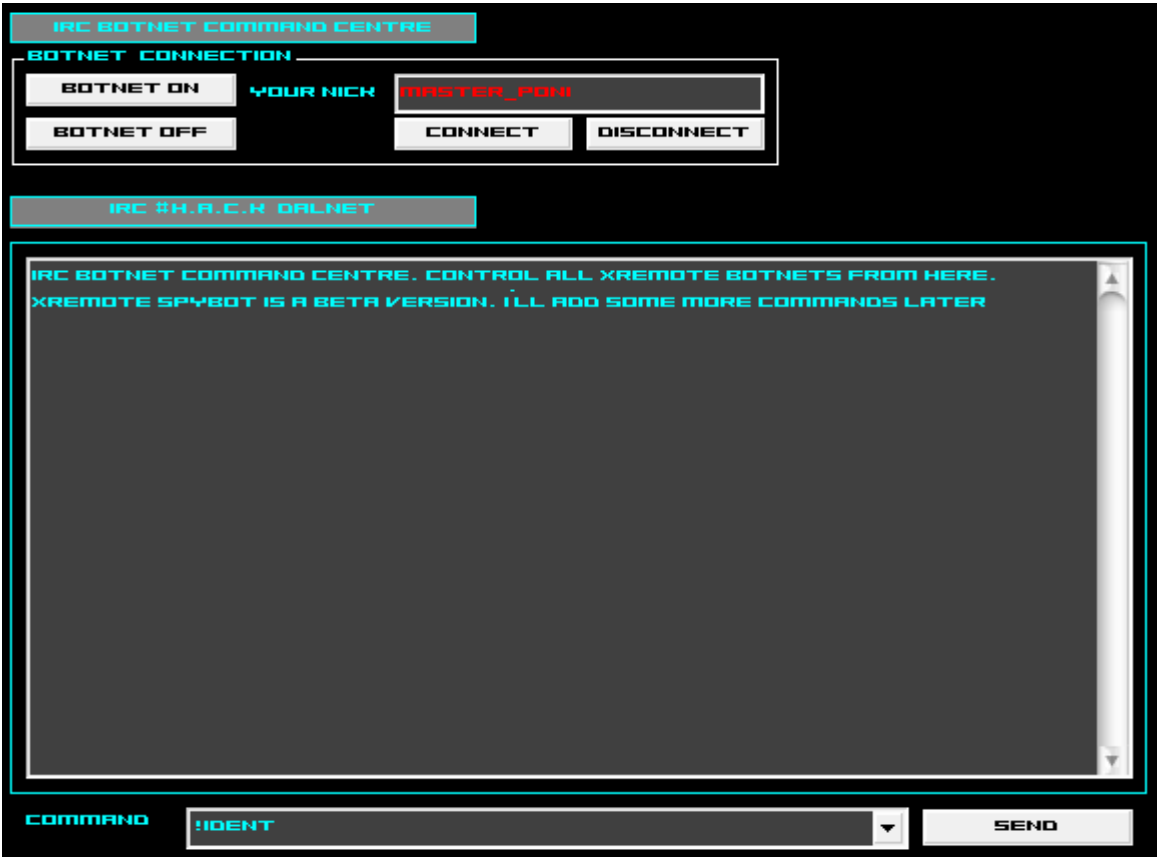 IRC BOTNET COMMAND CENTRE
BOTNET CONNECTION
BOTNET ON
YOUR NICK
MASTER_PONI
BOTNET OFF
CONNECT
DISCONNECT
IRC #H.A.C.K DALNET
IRC BOTNET COMMAND CENTRE. CONTROL ALL XREMOTE BOTNETS FROM HERE.
XREMOTE SPYBOT IS A BETA VERSION. I'LL ADD SOME MORE COMMANDS LATER
COMMAND
!IDENT
SEND